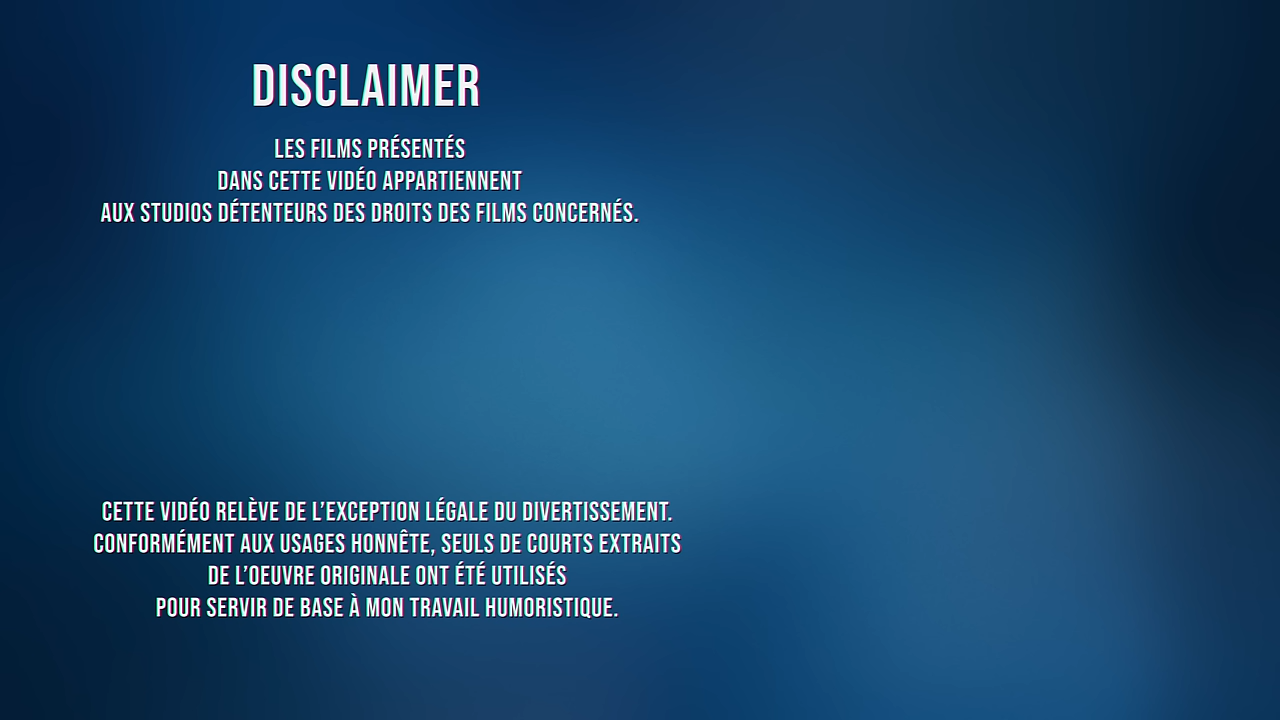 DISCLAIMER
LES FILMS PRÉSENTÉS
DANS CETTE VIDÉO APPARTIENNENT
AUX STUDIOS DÉTENTEURS DES DROITS DES FILMS CONCERNÉS.
CETTE VIDÉO RELÈVE DE L’EXCEPTION LÉGALE DU DIVERTISSEMENT.
CONFORMÉMENT AUX USAGES HONNÊTE, SEULS DE COURTS EXTRAITS
DE L’OEUVRE ORIGINALE ONT ÉTÉ UTILISÉS
POUR SERVIR DE BASE À MON TRAVAIL HUMORISTIQUE.